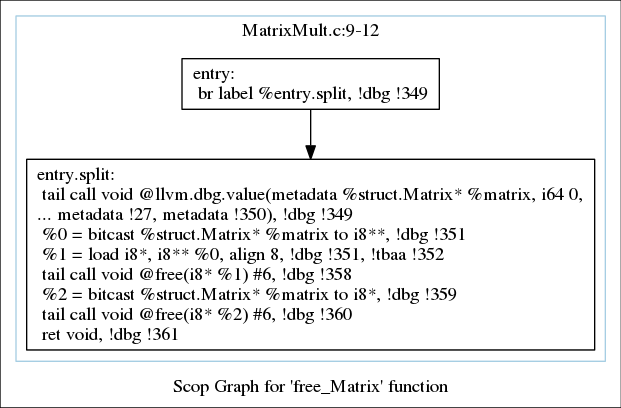 MatrixMult.c:9-12
entry:
br label %entry.split, !dbg !349
entry.split:
tail call void @llvm.dbg.value(metadata %struct.Matrix* %matrix, i64 0,
... metadata !27, metadata !350), !dbg !349
%0 = bitcast %struct.Matrix* %matrix to i8**, !dbg !351
%1 = load i8*, i8** %0, align 8, !dbg !351, !tbaa !352
tail call void @free(i8* %1) #6, !dbg !358
%2 = bitcast %struct.Matrix* %matrix to i8*, !dbg !359
tail call void @free(i8* %2) #6, !dbg !360
ret void, !dbg !361
Scop Graph for 'free_Matrix' function